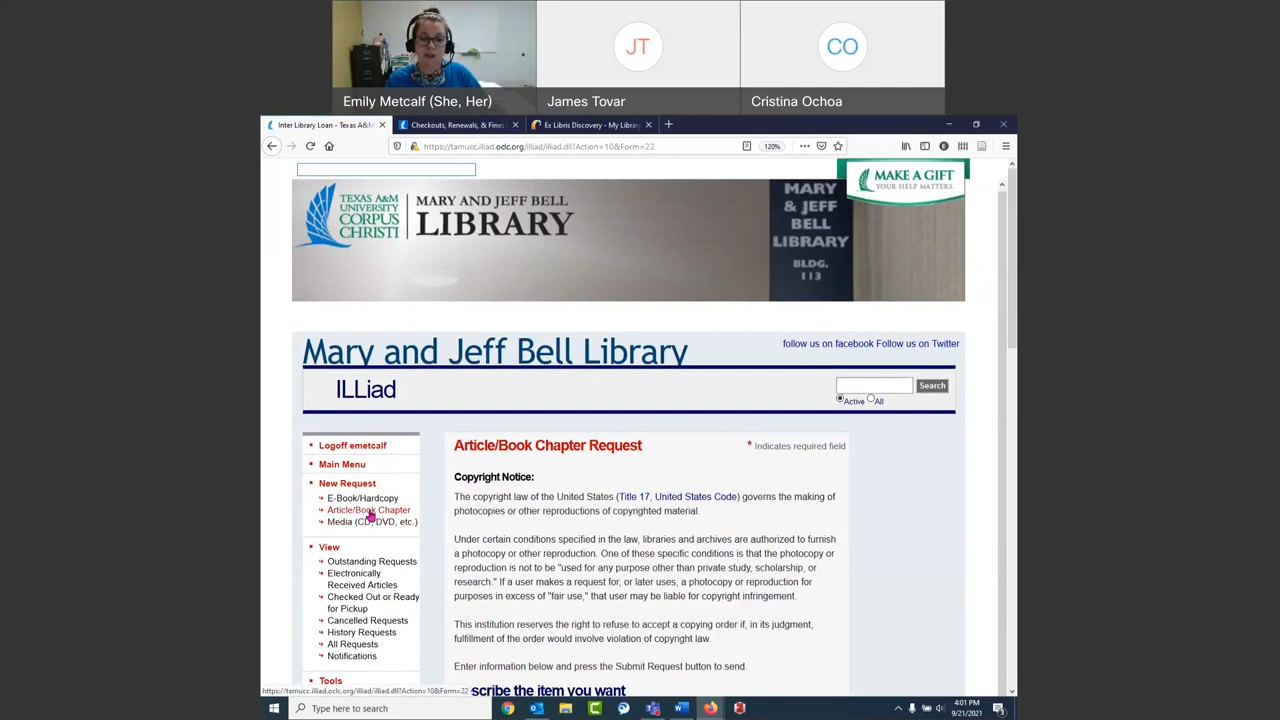 JT
CO
Emily Metcalf (She, Her)
James Tovar
Cristina Ochoa
Inter Library Loan - Texas A&M
Checkouts, Renewals, & Fines
Ex Libris Discovery - My Library
https://tamucc.illiad.oclc.org/illiad/illiad.dll?Action=10&Form=22
120%
MAKE A GIFT
YOUR HELP MATTERS.
TEXAS A&M
UNIVERSITY
CORPUS
CHRISTI
MARY AND JEFF BELL
LIBRARY
MARY
& JEFF
BELL
LIBRARY
BLDG.
113
Mary and Jeff Bell Library
follow us on facebook Follow us on Twitter
ILLiad
Search
Active All
Logoff emetcalf
Main Menu
New Request
E-Book/Hardcopy
Article/Book Chapter
Media (CD, DVD, etc.)
View
Outstanding Requests
Electronically
Received Articles
Checked Out or Ready
for Pickup
Cancelled Requests
History Requests
All Requests
Notifications
Tools
Article/Book Chapter Request
* Indicates required field
Copyright Notice:
The copyright law of the United States (Title 17, United States Code) governs the making of
photocopies or other reproductions of copyrighted material.
Under certain conditions specified in the law, libraries and archives are authorized to furnish
a photocopy or other reproduction. One of these specific conditions is that the photocopy or
reproduction is not to be "used for any purpose other than private study, scholarship, or
research." If a user makes a request for, or later uses, a photocopy or reproduction for
purposes in excess of "fair use," that user may be liable for copyright infringement.
This institution reserves the right to refuse to accept a copying order if, in its judgment,
fulfillment of the order would involve violation of copyright law.
Enter information below and press the Submit Request button to send.
scribe the item you want
https://tamucc.illiad.oclc.org/illiad/illiad.dll?Action=10&Form=22
Type here to search
4:01 PM
9/21/2021